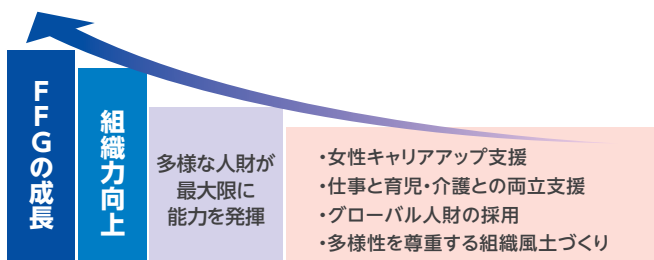 FFGの成長
組織力向上
多様な人財が
最大限に
能力を発揮
・女性キャリアアップ支援
・仕事と育児・介護との両立支援
・グローバル人財の採用
・多様性を尊重する組織風土づくり